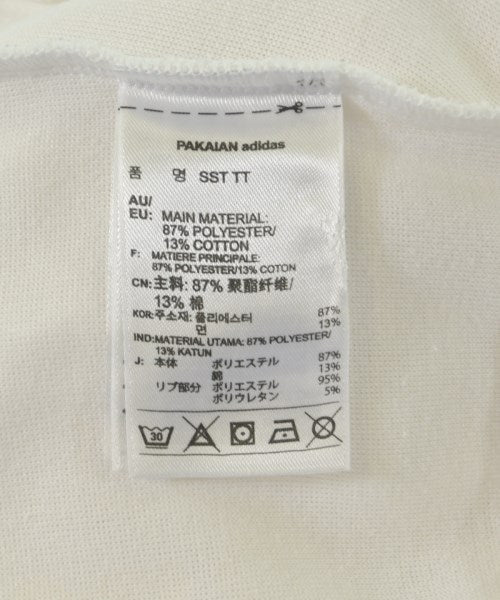 PAKAIAN adidas
품 명 SST TT
AU/
EU: MAIN MATERIAL:
87% POLYESTER/
13% COTTON
F: MATIERE PRINCIPALE:
87% POLYESTER/13% COTON
CN: 主料: 87% 聚酯纤维/
13% 棉
KOR: 주소재: 폴리에스터 87%
면 13%
IND: MATERIAL UTAMA: 87% POLYESTER/
13% KATUN
J: 本体 ポリエステル 87%
綿 13%
リブ部分 ポリエステル 95%
ポリウレタン 5%
30